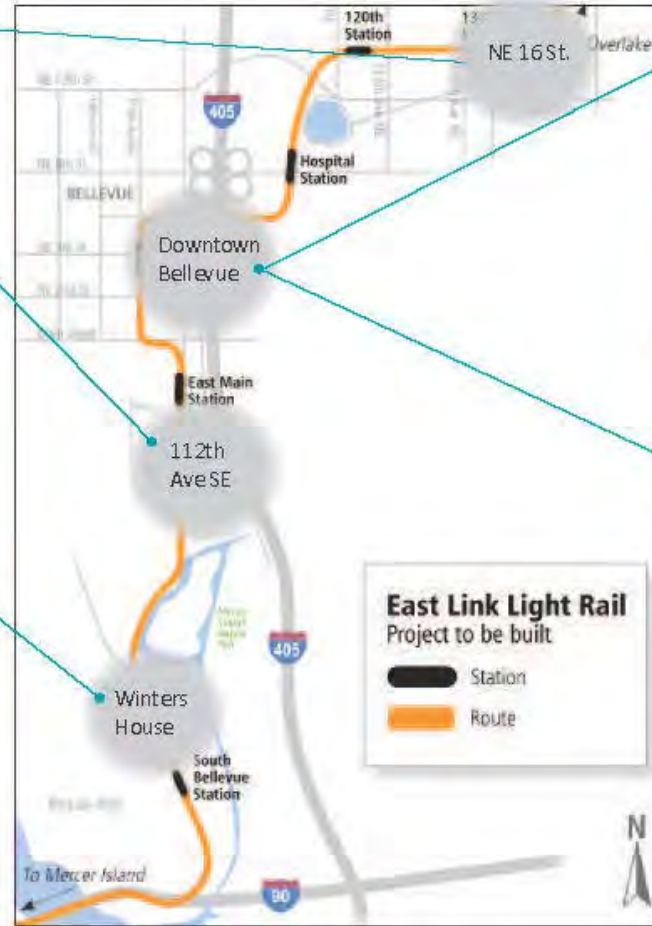 120th
Station
13
NE 16 St.
Overlake
405
Hospital
Station
BELLEVUE
Downtown
Bellevue
East Main
Station
112th
Ave SE
405
East Link Light Rail
Project to be built
Station
Route
Winters
House
South
Bellevue
Station
To Mercer Island
90
N